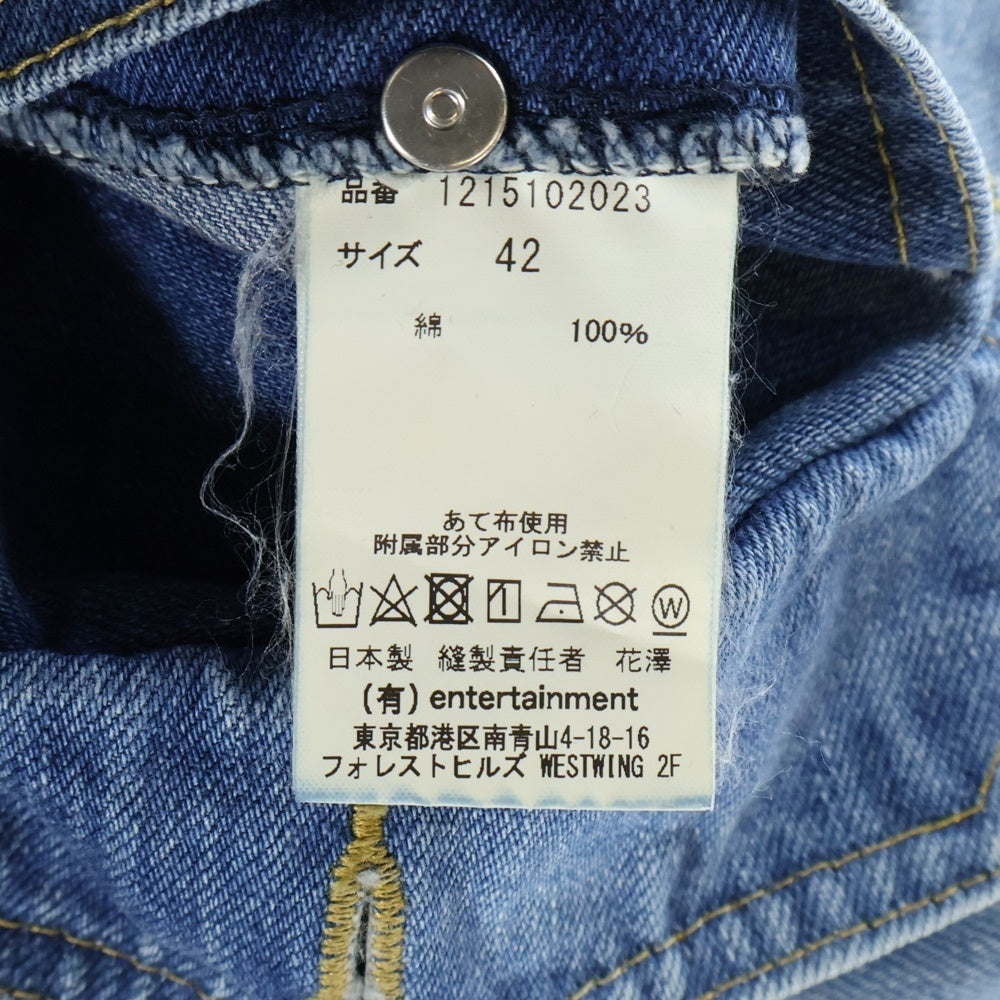 品番 1215102023
サイズ 42
綿 100%
あて布使用
附属部分アイロン禁止
W
日本製 縫製責任者 花澤
(有) entertainment
東京都港区南青山4-18-16
フォレストヒルズ WESTWING 2F